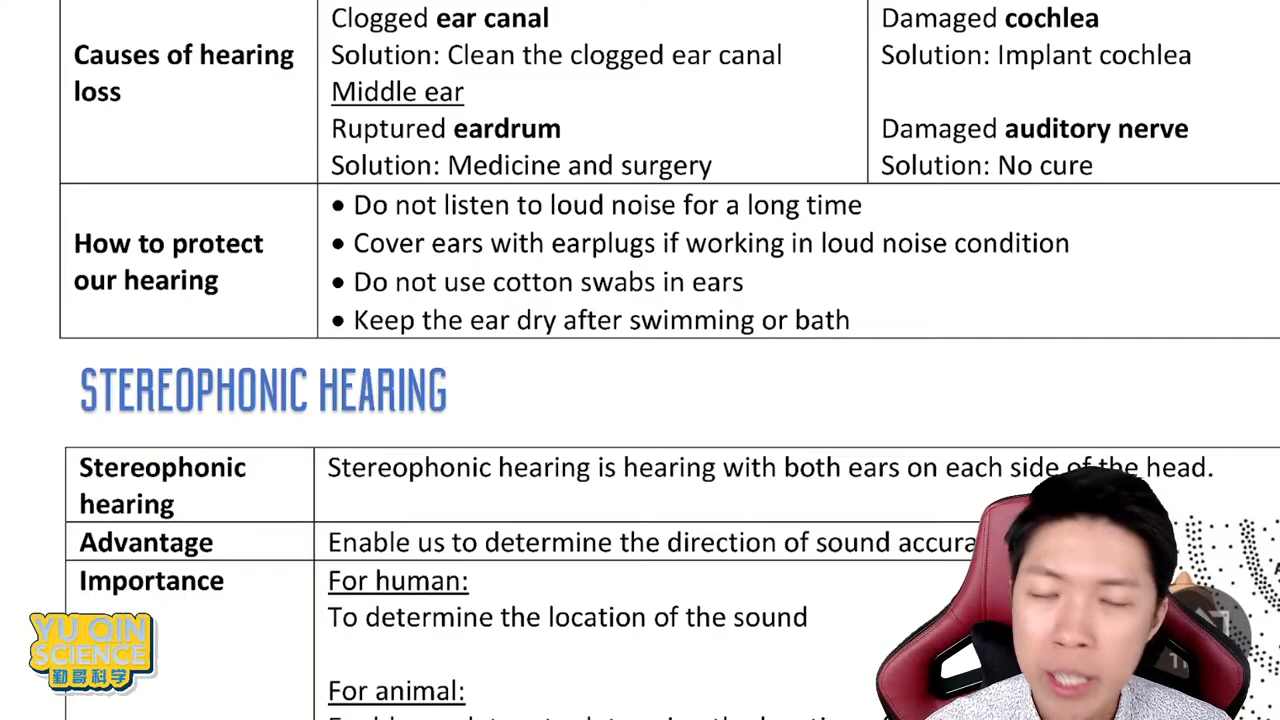 Causes of hearing
loss
Clogged ear canal
Solution: Clean the clogged ear canal
Middle ear
Ruptured eardrum
Solution: Medicine and surgery
Damaged cochlea
Solution: Implant cochlea
Damaged auditory nerve
Solution: No cure
How to protect
our hearing
• Do not listen to loud noise for a long time
• Cover ears with earplugs if working in loud noise condition
• Do not use cotton swabs in ears
• Keep the ear dry after swimming or bath
STEREOPHONIC HEARING
Stereophonic
hearing
Stereophonic hearing is hearing with both ears on each side of the head.
Advantage
Enable us to determine the direction of sound
Importance
For human:
To determine the location of the sound
For animal:
YU QIN
SCIENCE
勤哥科学